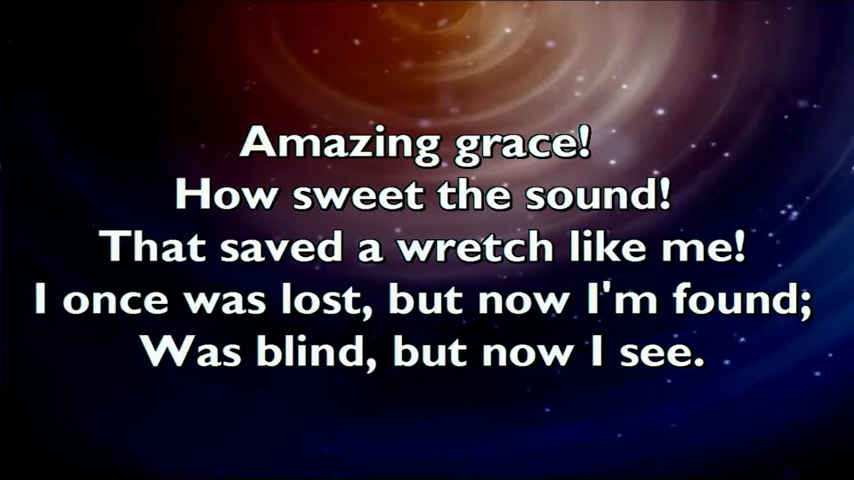 Amazing grace!
How sweet the sound!
That saved a wretch like me!
I once was lost, but now I'm found;
Was blind, but now I see.